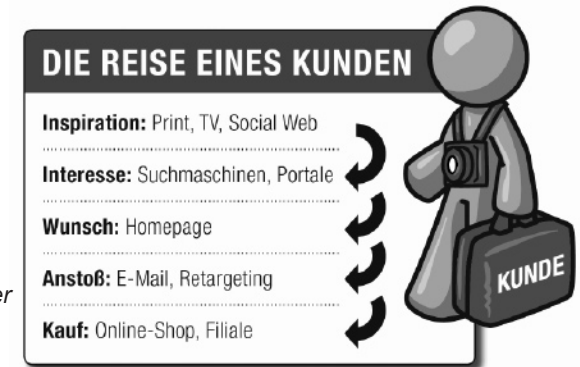 DIE REISE EINES KUNDEN
Inspiration: Print, TV, Social Web
Interesse: Suchmaschinen, Portale
Wunsch: Homepage
Anstoß: E-Mail, Retargeting
er
Kauf: Online-Shop, Filiale
KUNDE